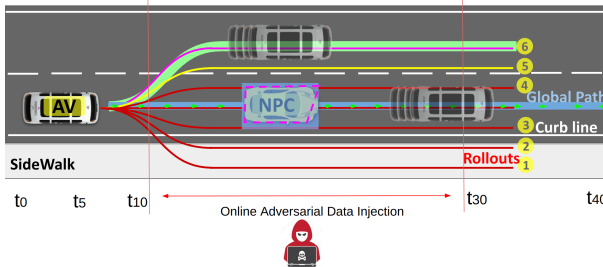 6
5
4
AV
NPC
Global Path
3
Curb line
2
SideWalk
Rollouts
1
t0
t5
t10
t30
t40
Online Adversarial Data Injection